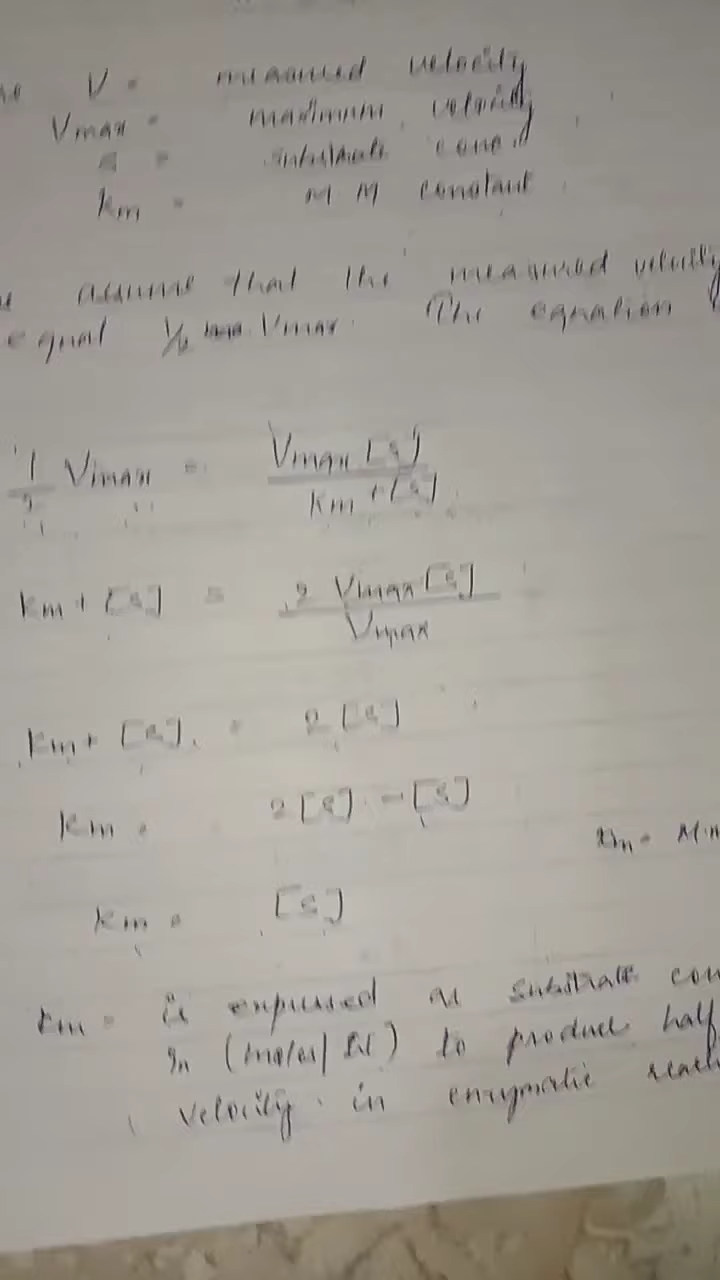 V = measured velocity
Vmax = maximum velocity
s = substrate conc.
km = M M constant
assume that the measured velocity
equal 1/2 Vmax. The equation
1/2 Vmax = Vmax [s] / km + [s]
km + [s] = 2 Vmax [s] / Vmax
km + [s] = 2 [s]
km = 2 [s] - [s]
km = [s]
km = M.M
km = is expressed as substrate con
in (moles/ ) to produce half
velocity in enzymatic reac